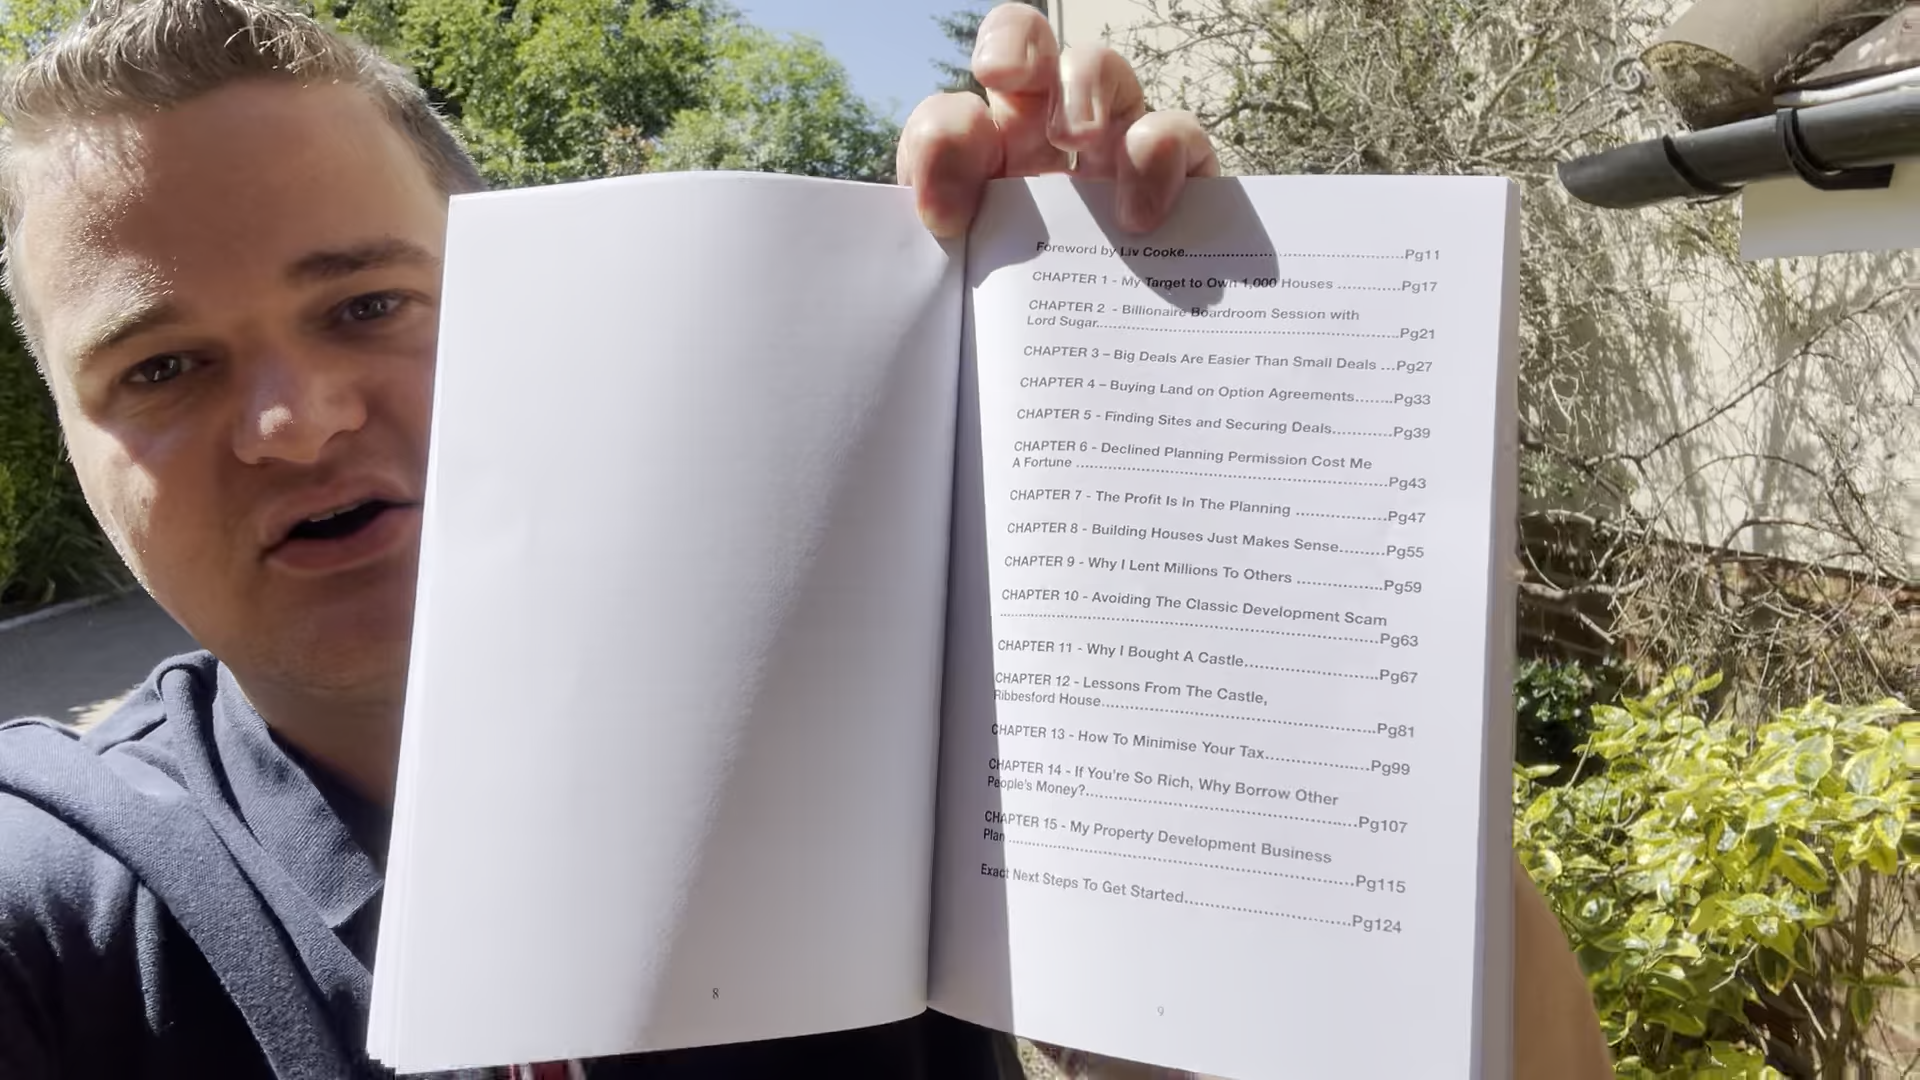 Foreword by Liv Cooke..........................................................Pg11
CHAPTER 1 - My Target to Own 1,000 Houses .............Pg17
CHAPTER 2 - Billionaire Boardroom Session with
Lord Sugar..............................................................................Pg21
CHAPTER 3 – Big Deals Are Easier Than Small Deals ...Pg27
CHAPTER 4 – Buying Land on Option Agreements........Pg33
CHAPTER 5 - Finding Sites and Securing Deals............Pg39
CHAPTER 6 - Declined Planning Permission Cost Me
A Fortune ................................................................................Pg43
CHAPTER 7 - The Profit Is In The Planning ...................Pg47
CHAPTER 8 - Building Houses Just Makes Sense.........Pg55
CHAPTER 9 - Why I Lent Millions To Others .................Pg59
CHAPTER 10 - Avoiding The Classic Development Scam
..................................................................................................Pg63
CHAPTER 11 - Why I Bought A Castle...........................Pg67
CHAPTER 12 - Lessons From The Castle,
Ribbesford House.......................................................................Pg81
CHAPTER 13 - How To Minimise Your Tax.....................Pg99
CHAPTER 14 - If You're So Rich, Why Borrow Other
People's Money?......................................................................Pg107
CHAPTER 15 - My Property Development Business
Plan ........................................................................................Pg115
Exact Next Steps To Get Started...........................................Pg124
8
9